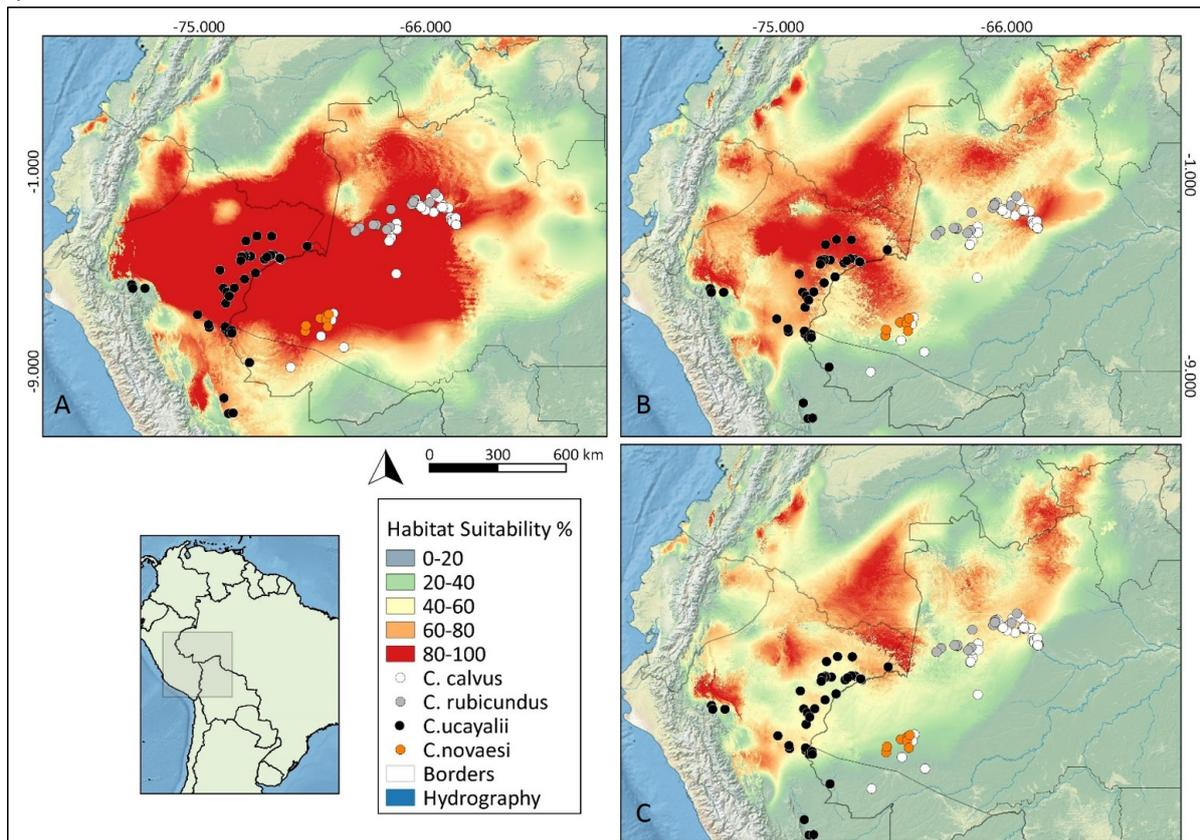 -75.000 -66.000 -75.000 -66.000
-1.000
-9.000
-1.000
-9.000
A
B
0 300 600 km
Habitat Suitability %
0-20
20-40
40-60
60-80
80-100
C. calvus
C. rubicundus
C.ucayalii
C.novaesi
Borders
Hydrography
C